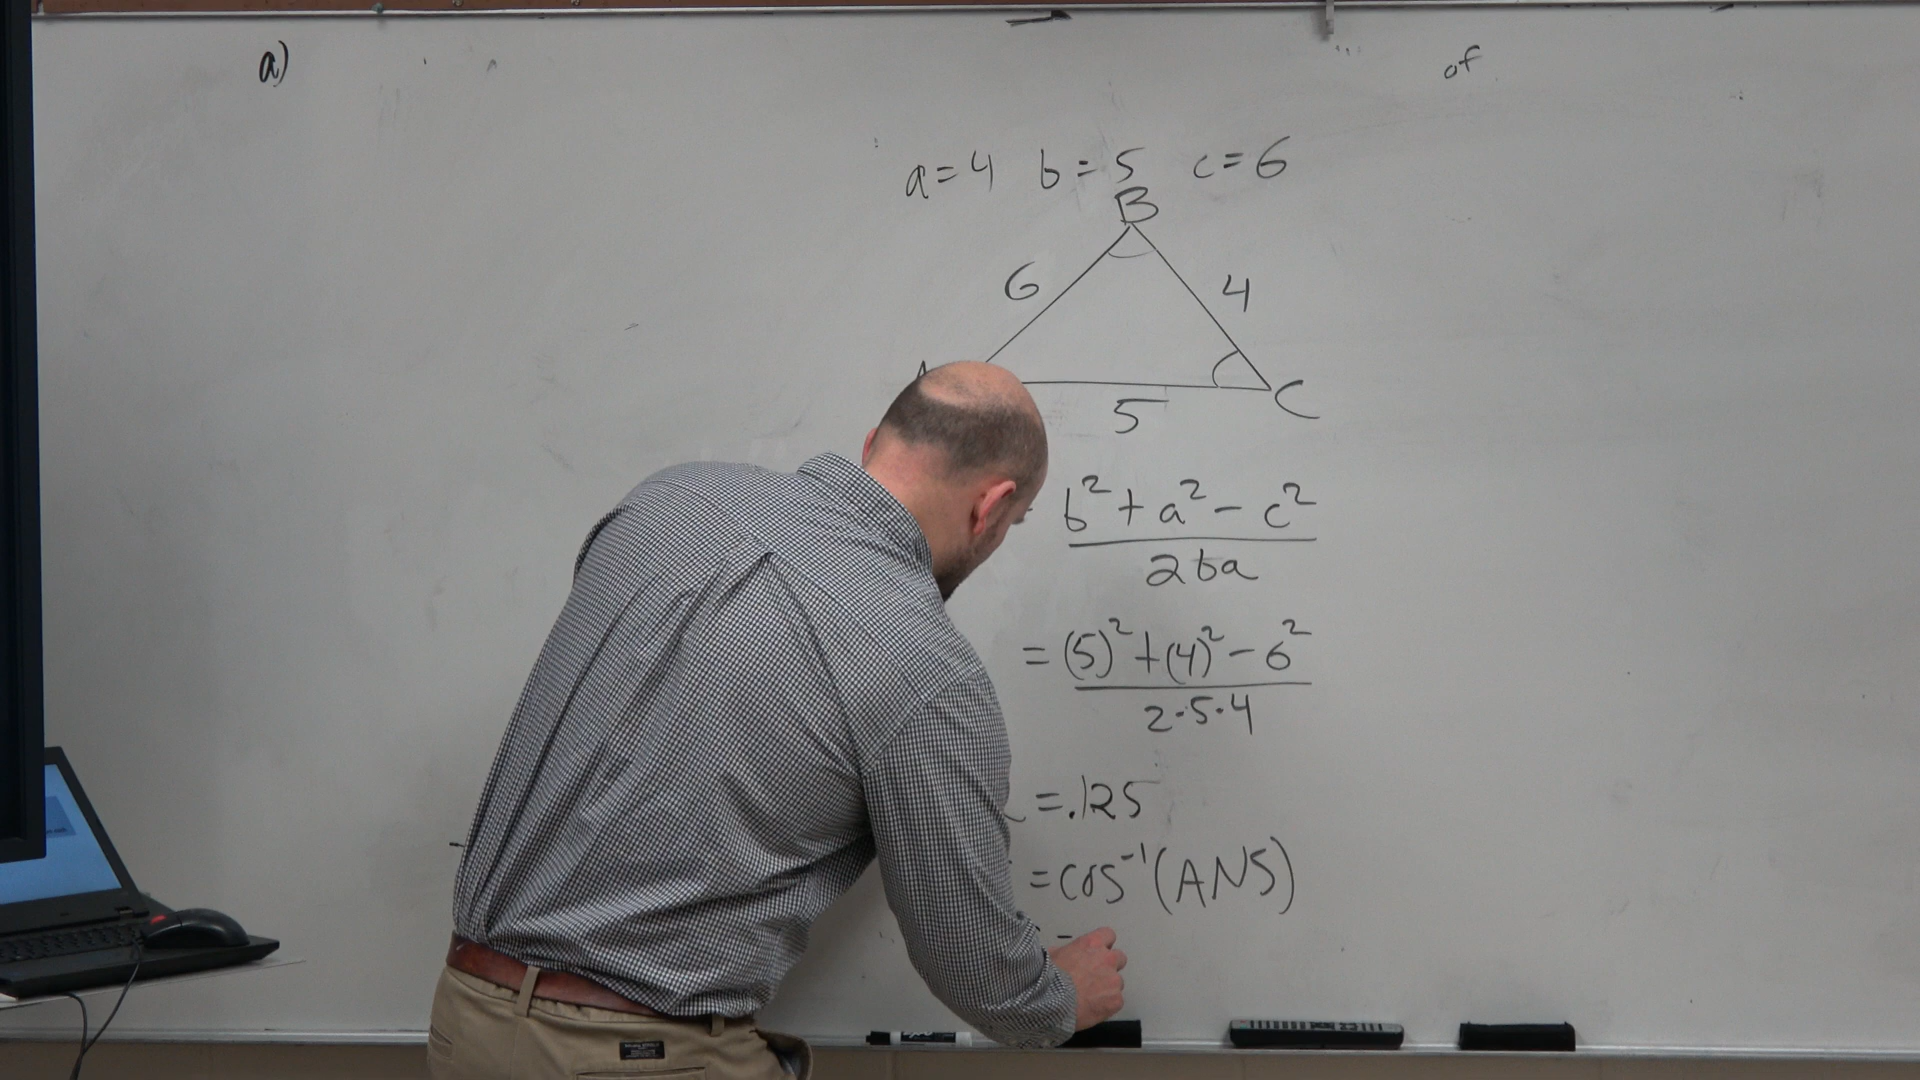 a)
of
a=4 b=5 c=6
B
6 4
A
5 C
b²+a²-c²
2ba
=(5)²+(4)²-6²
2·5·4
=.125
=cos⁻¹(ANS)